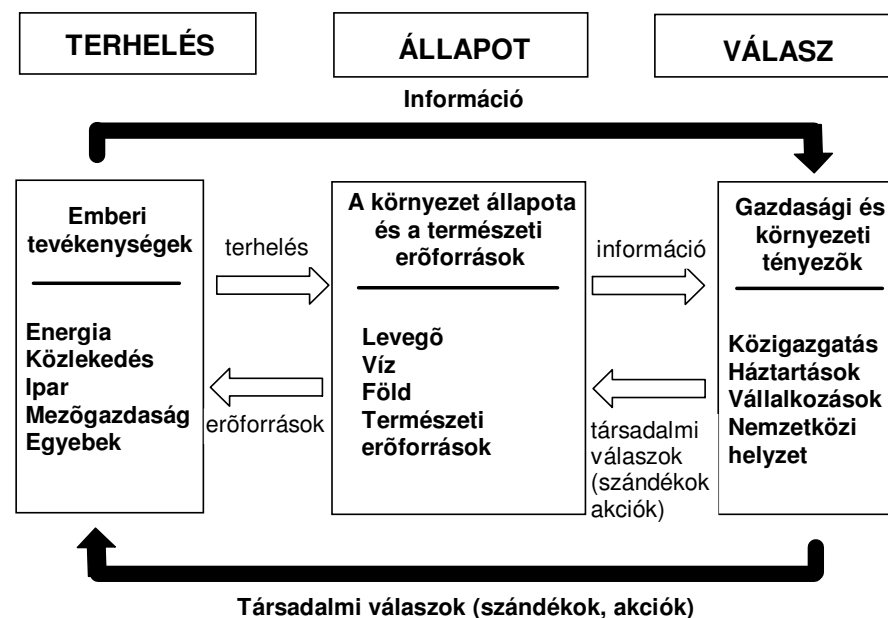 TERHELÉS
ÁLLAPOT
VÁLASZ
Információ
Emberi
tevékenységek
Energia
Közlekedés
Ipar
Mezõgazdaság
Egyebek
terhelés
erõforrások
A környezet állapota
és a természeti
erõforrások
Levegõ
Víz
Föld
Természeti
erõforrások
információ
társadalmi
válaszok
(szándékok
akciók)
Gazdasági és
környezeti
tényezõk
Közigazgatás
Háztartások
Vállalkozások
Nemzetközi
helyzet
Társadalmi válaszok (szándékok, akciók)